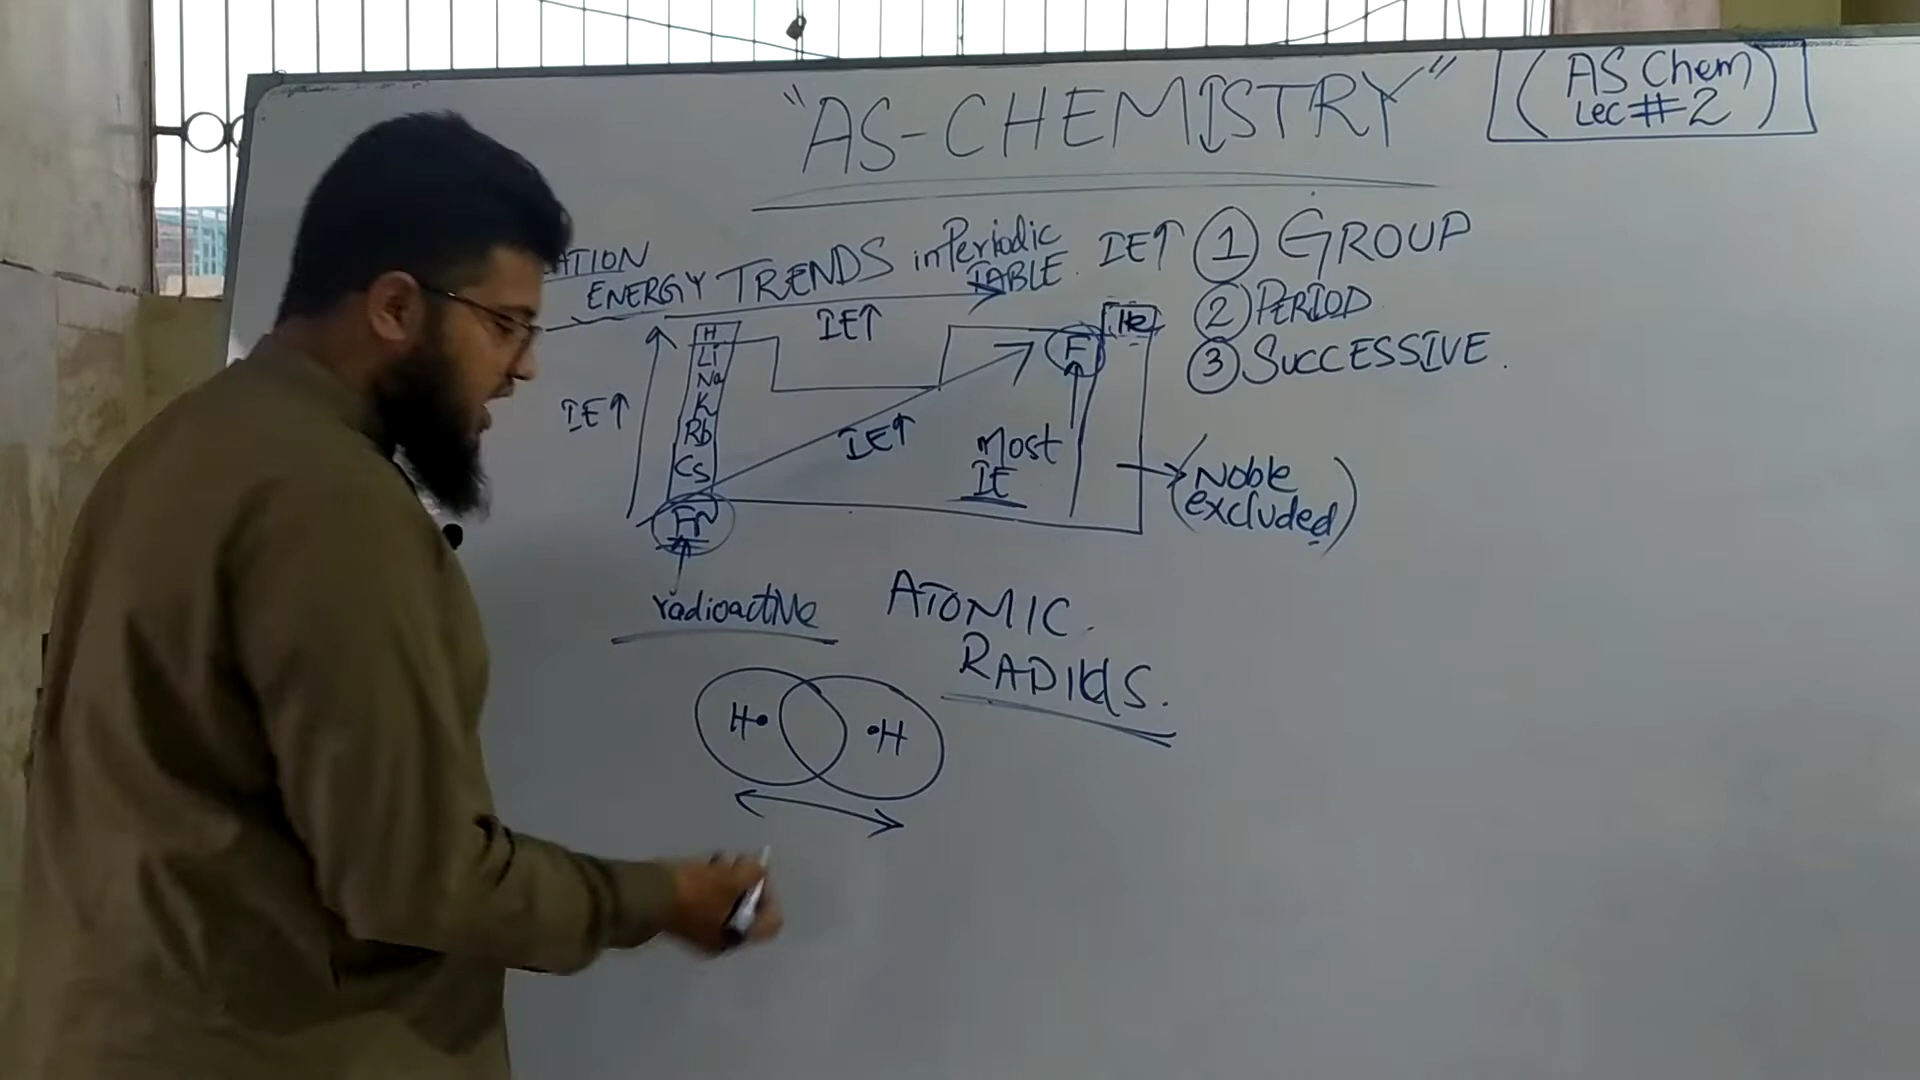 "AS-CHEMISTRY"
(AS Chem
Lec # 2)
ATION
ENERGY TRENDS in Periodic
TABLE.
IE↑ ① GROUP
② PERIOD
③ SUCCESSIVE.
IE↑
H
Li
Na
K
Rb
Cs
Fr
IE↑
IE↑
F
He
Most
IE
(Noble
excluded)
radioactive
ATOMIC
RADIUS.
H• •H